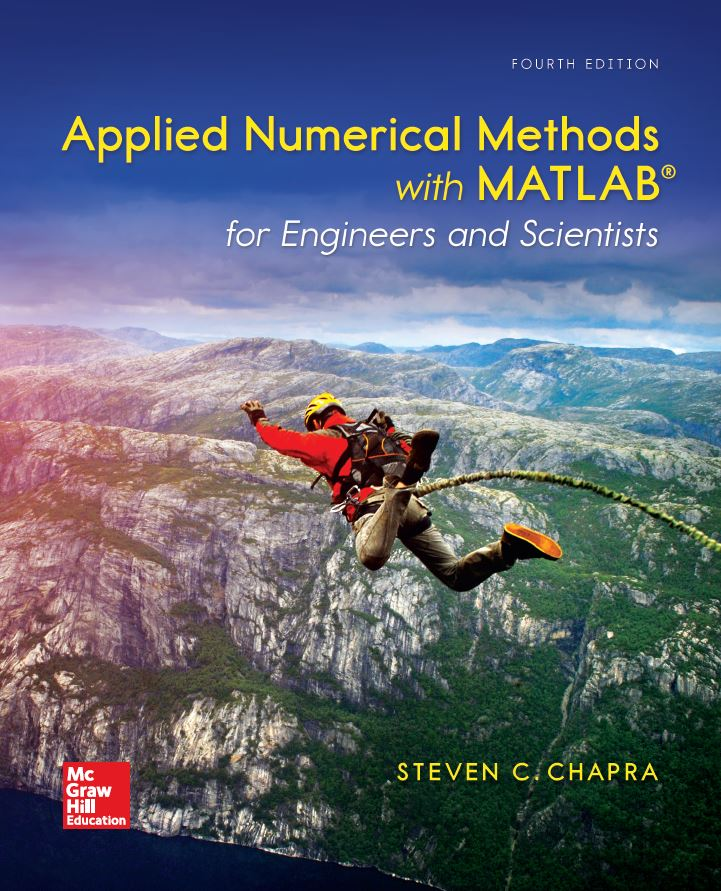 FOURTH EDITION
Applied Numerical Methods
with MATLAB®
for Engineers and Scientists
STEVEN C. CHAPRA
Mc
Graw
Hill
Education